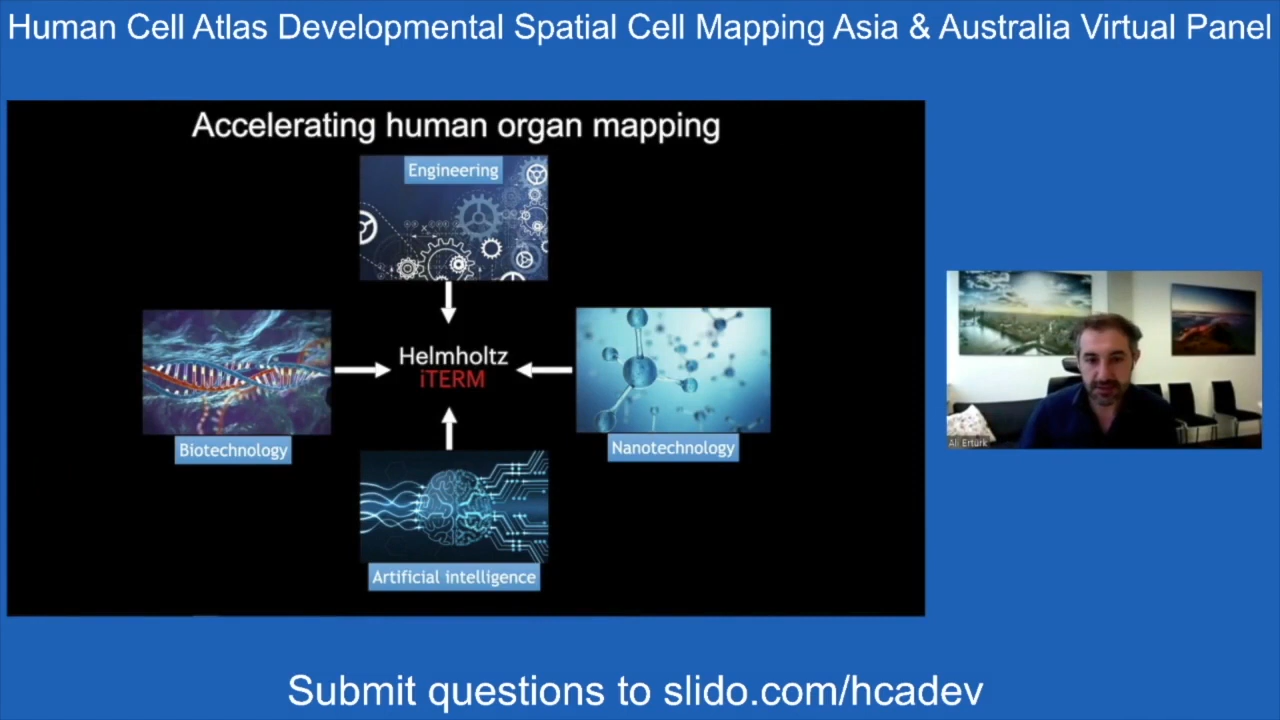 Human Cell Atlas Developmental Spatial Cell Mapping Asia & Australia Virtual Panel
Accelerating human organ mapping
Engineering
Helmholtz
iTERM
Biotechnology
Nanotechnology
Artificial intelligence
Ali Ertürk
Submit questions to slido.com/hcadev